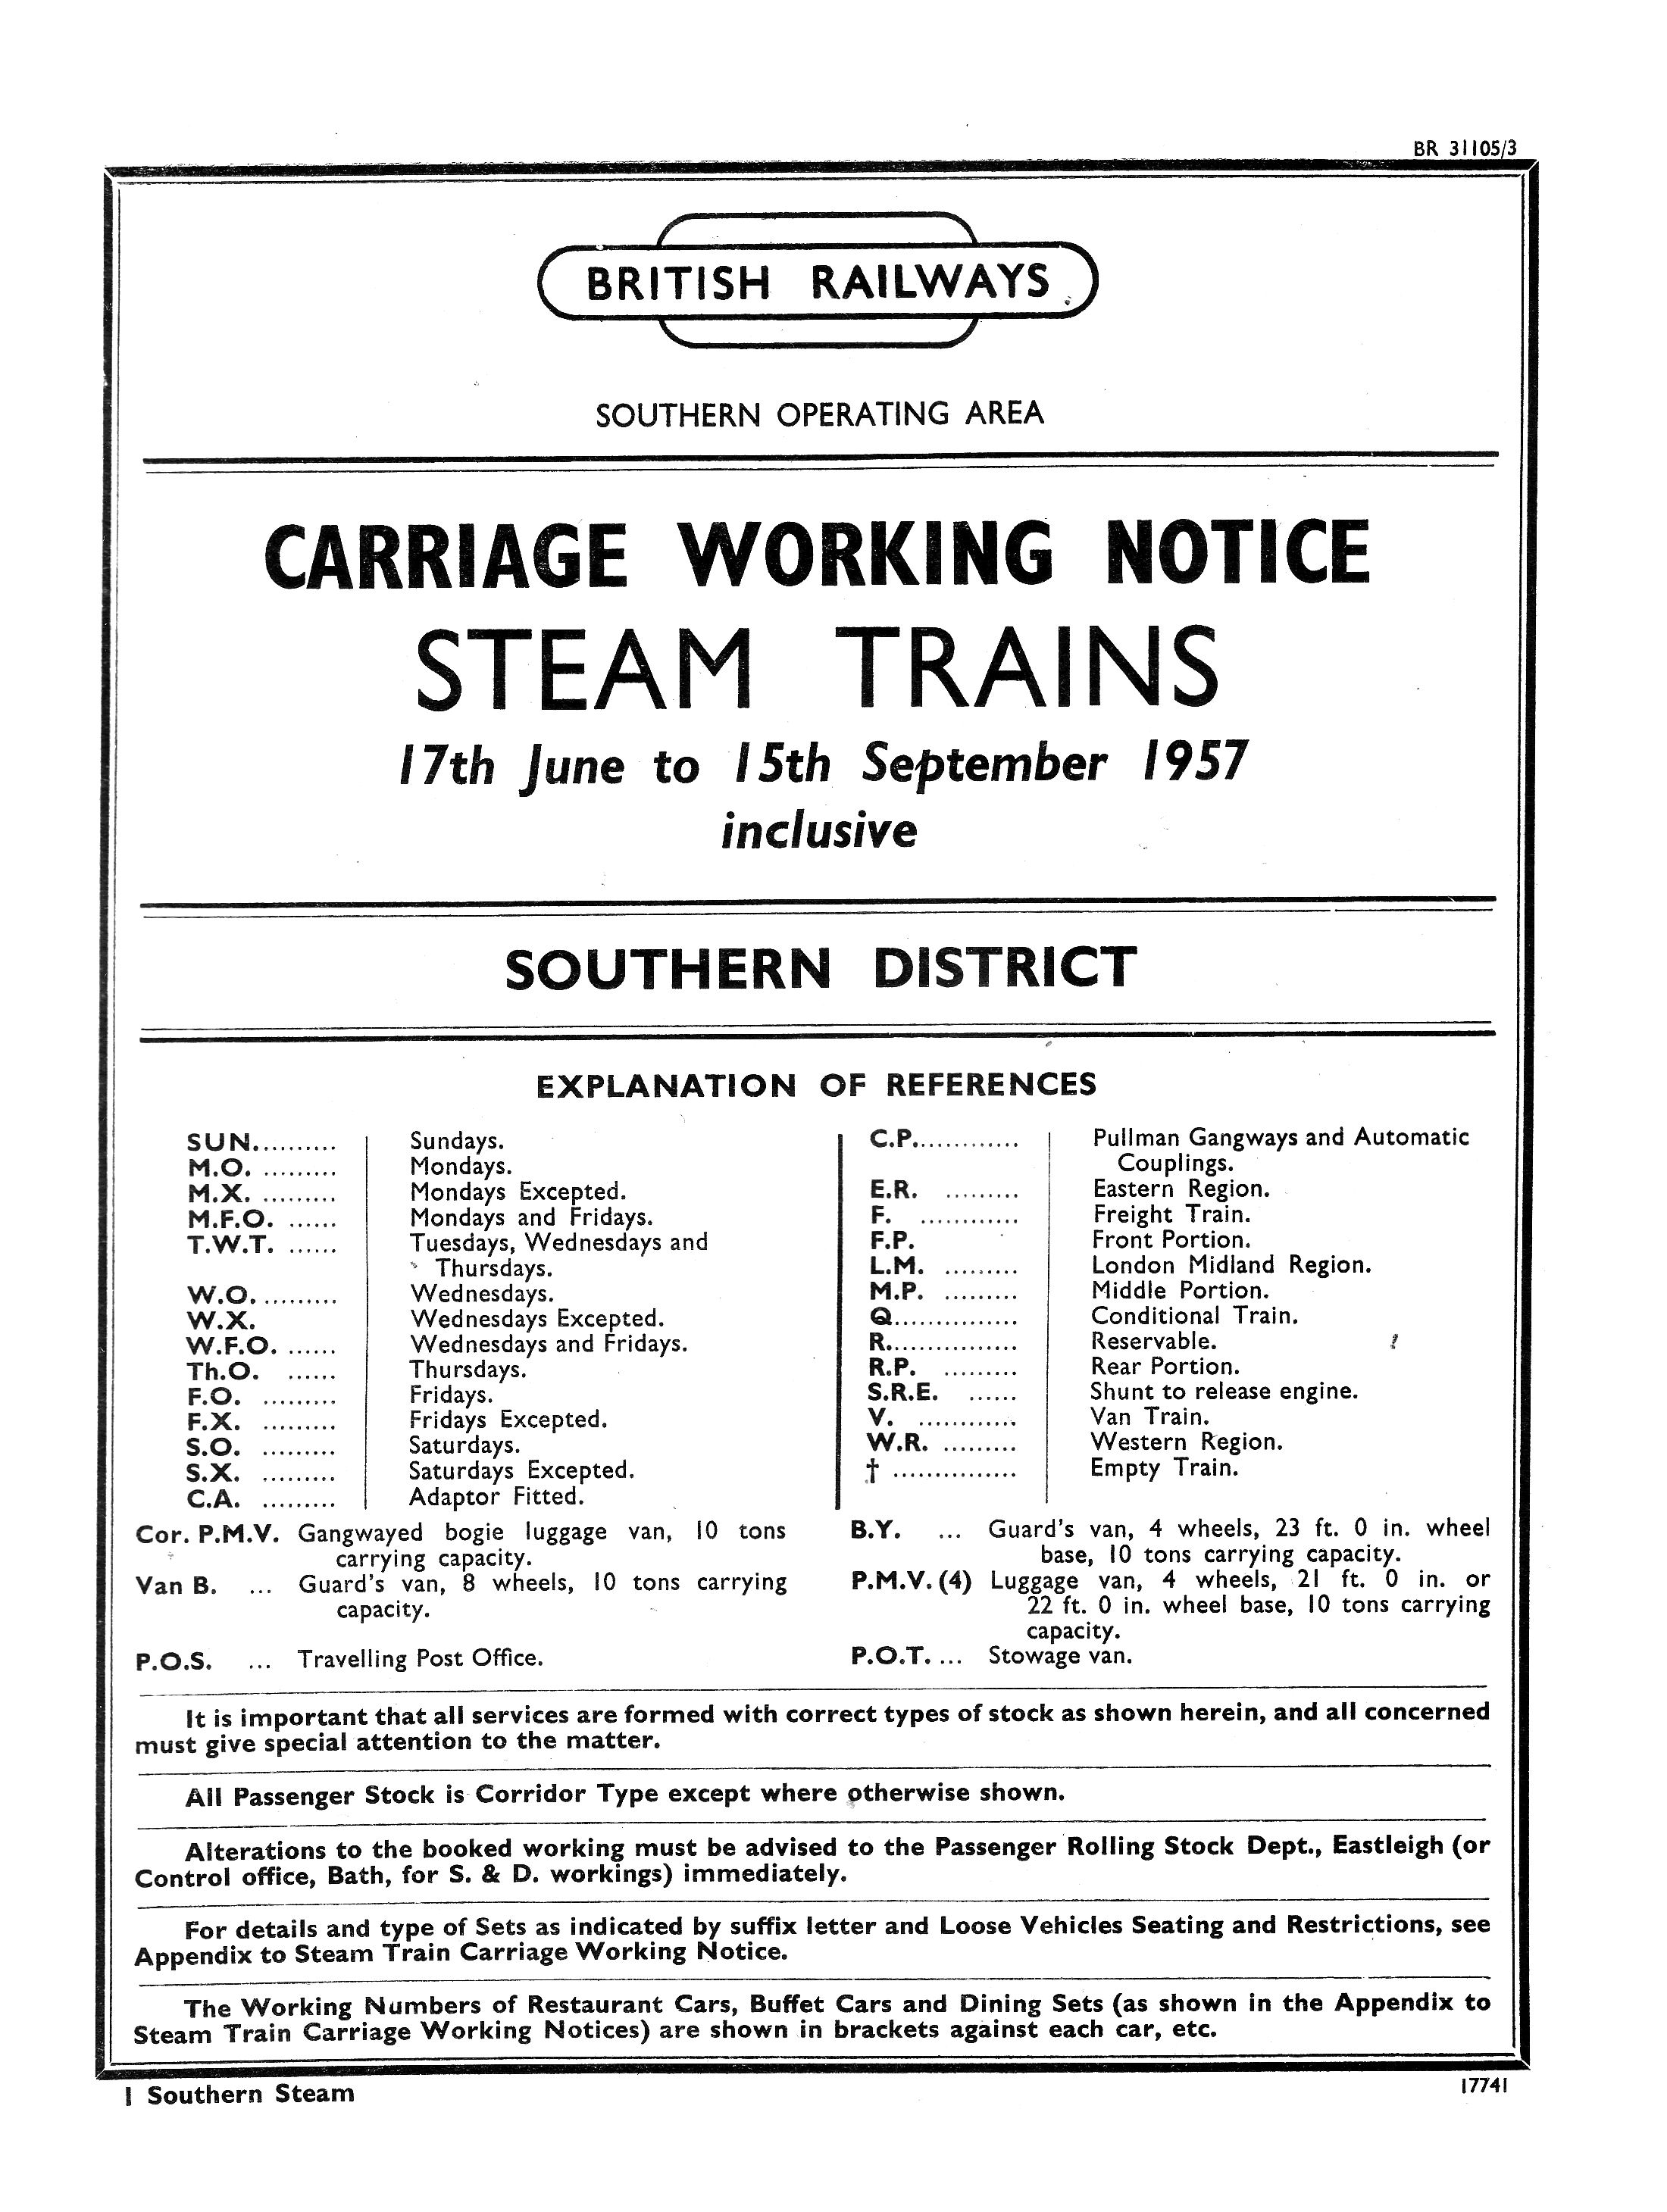 BR 31105/3
BRITISH RAILWAYS
SOUTHERN OPERATING AREA
CARRIAGE WORKING NOTICE
STEAM TRAINS
17th June to 15th September 1957
inclusive
SOUTHERN DISTRICT
EXPLANATION OF REFERENCES
SUN.......... Sundays.
M.O. ......... Mondays.
M.X. ......... Mondays Excepted.
M.F.O. ...... Mondays and Fridays.
T.W.T. ...... Tuesdays, Wednesdays and
Thursdays.
W.O. ......... Wednesdays.
W.X. Wednesdays Excepted.
W.F.O. ...... Wednesdays and Fridays.
Th.O. ...... Thursdays.
F.O. ......... Fridays.
F.X. ......... Fridays Excepted.
S.O. ......... Saturdays.
S.X. ......... Saturdays Excepted.
C.A. ......... Adaptor Fitted.
C.P............. Pullman Gangways and Automatic
Couplings.
E.R. ......... Eastern Region.
F. ............ Freight Train.
F.P. Front Portion.
L.M. ......... London Midland Region.
M.P. ......... Middle Portion.
Q............... Conditional Train.
R................ Reservable.
R.P. ......... Rear Portion.
S.R.E. ...... Shunt to release engine.
V. ............ Van Train.
W.R. ......... Western Region.
† ............... Empty Train.
Cor. P.M.V. Gangwayed bogie luggage van, 10 tons
carrying capacity.
Van B. ... Guard's van, 8 wheels, 10 tons carrying
capacity.
P.O.S. ... Travelling Post Office.
B.Y. ... Guard's van, 4 wheels, 23 ft. 0 in. wheel
base, 10 tons carrying capacity.
P.M.V. (4) Luggage van, 4 wheels, 21 ft. 0 in. or
22 ft. 0 in. wheel base, 10 tons carrying
capacity.
P.O.T. ... Stowage van.
It is important that all services are formed with correct types of stock as shown herein, and all concerned
must give special attention to the matter.
All Passenger Stock is Corridor Type except where otherwise shown.
Alterations to the booked working must be advised to the Passenger Rolling Stock Dept., Eastleigh (or
Control office, Bath, for S. & D. workings) immediately.
For details and type of Sets as indicated by suffix letter and Loose Vehicles Seating and Restrictions, see
Appendix to Steam Train Carriage Working Notice.
The Working Numbers of Restaurant Cars, Buffet Cars and Dining Sets (as shown in the Appendix to
Steam Train Carriage Working Notices) are shown in brackets against each car, etc.
1 Southern Steam
17741